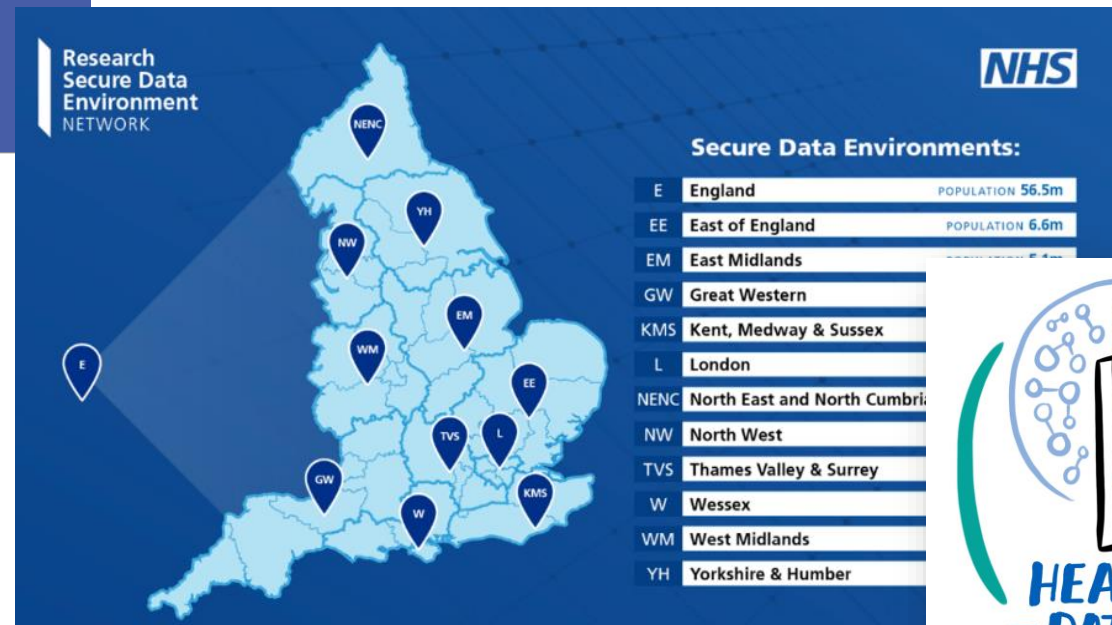 Research
Secure Data
Environment
NETWORK
NHS
Secure Data Environments:
E England POPULATION 56.5m
EE East of England POPULATION 6.6m
EM East Midlands
GW Great Western
KMS Kent, Medway & Sussex
L London
NENC North East and North Cumbria
NW North West
TVS Thames Valley & Surrey
W Wessex
WM West Midlands
YH Yorkshire & Humber
NENC
YH
NW
EM
WM
E
EE
TVS
L
GW
KMS
W